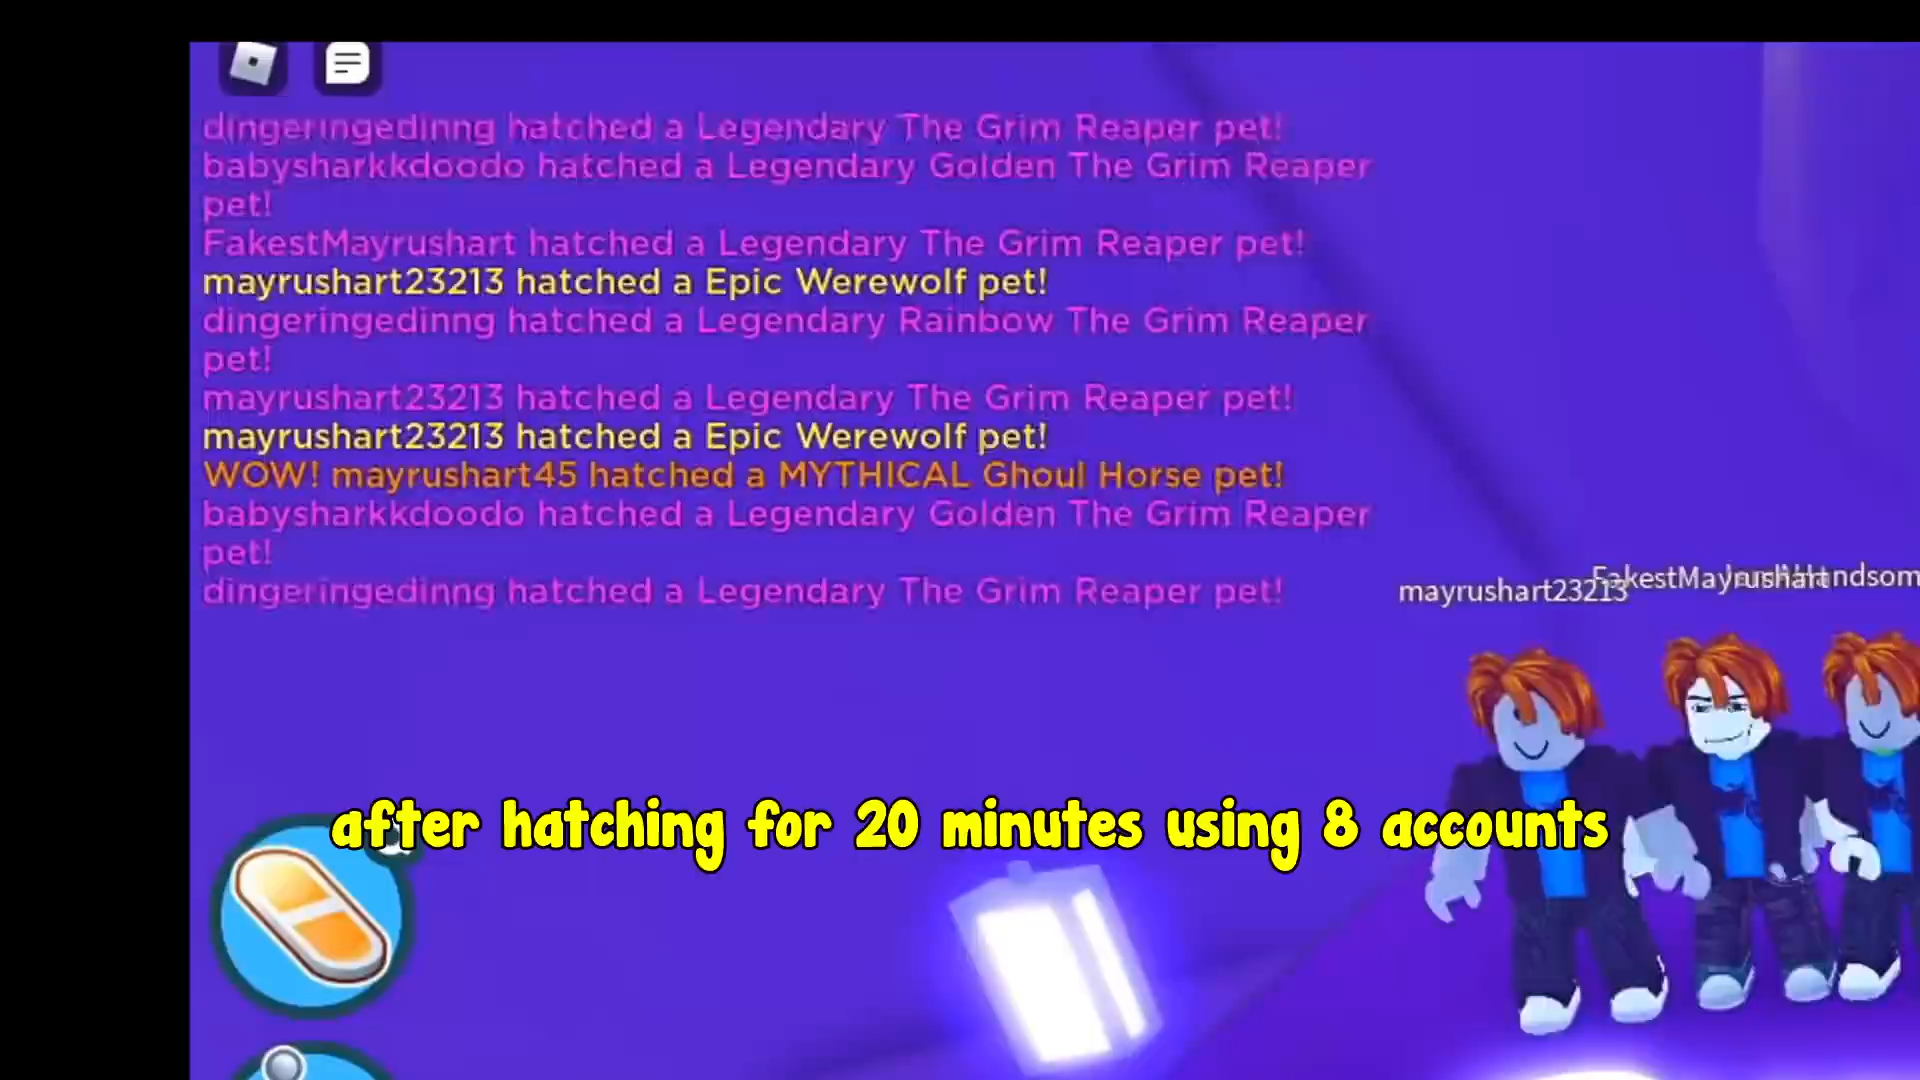 dingeringedinng hatched a Legendary The Grim Reaper pet!
babysharkkdoodo hatched a Legendary Golden The Grim Reaper
pet!
FakestMayrushart hatched a Legendary The Grim Reaper pet!
mayrushart23213 hatched a Epic Werewolf pet!
dingeringedinng hatched a Legendary Rainbow The Grim Reaper
pet!
mayrushart23213 hatched a Legendary The Grim Reaper pet!
mayrushart23213 hatched a Epic Werewolf pet!
WOW! mayrushart45 hatched a MYTHICAL Ghoul Horse pet!
babysharkkdoodo hatched a Legendary Golden The Grim Reaper
pet!
dingeringedinng hatched a Legendary The Grim Reaper pet!
mayrushart23213 FakestMayrushart
after hatching for 20 minutes using 8 accounts